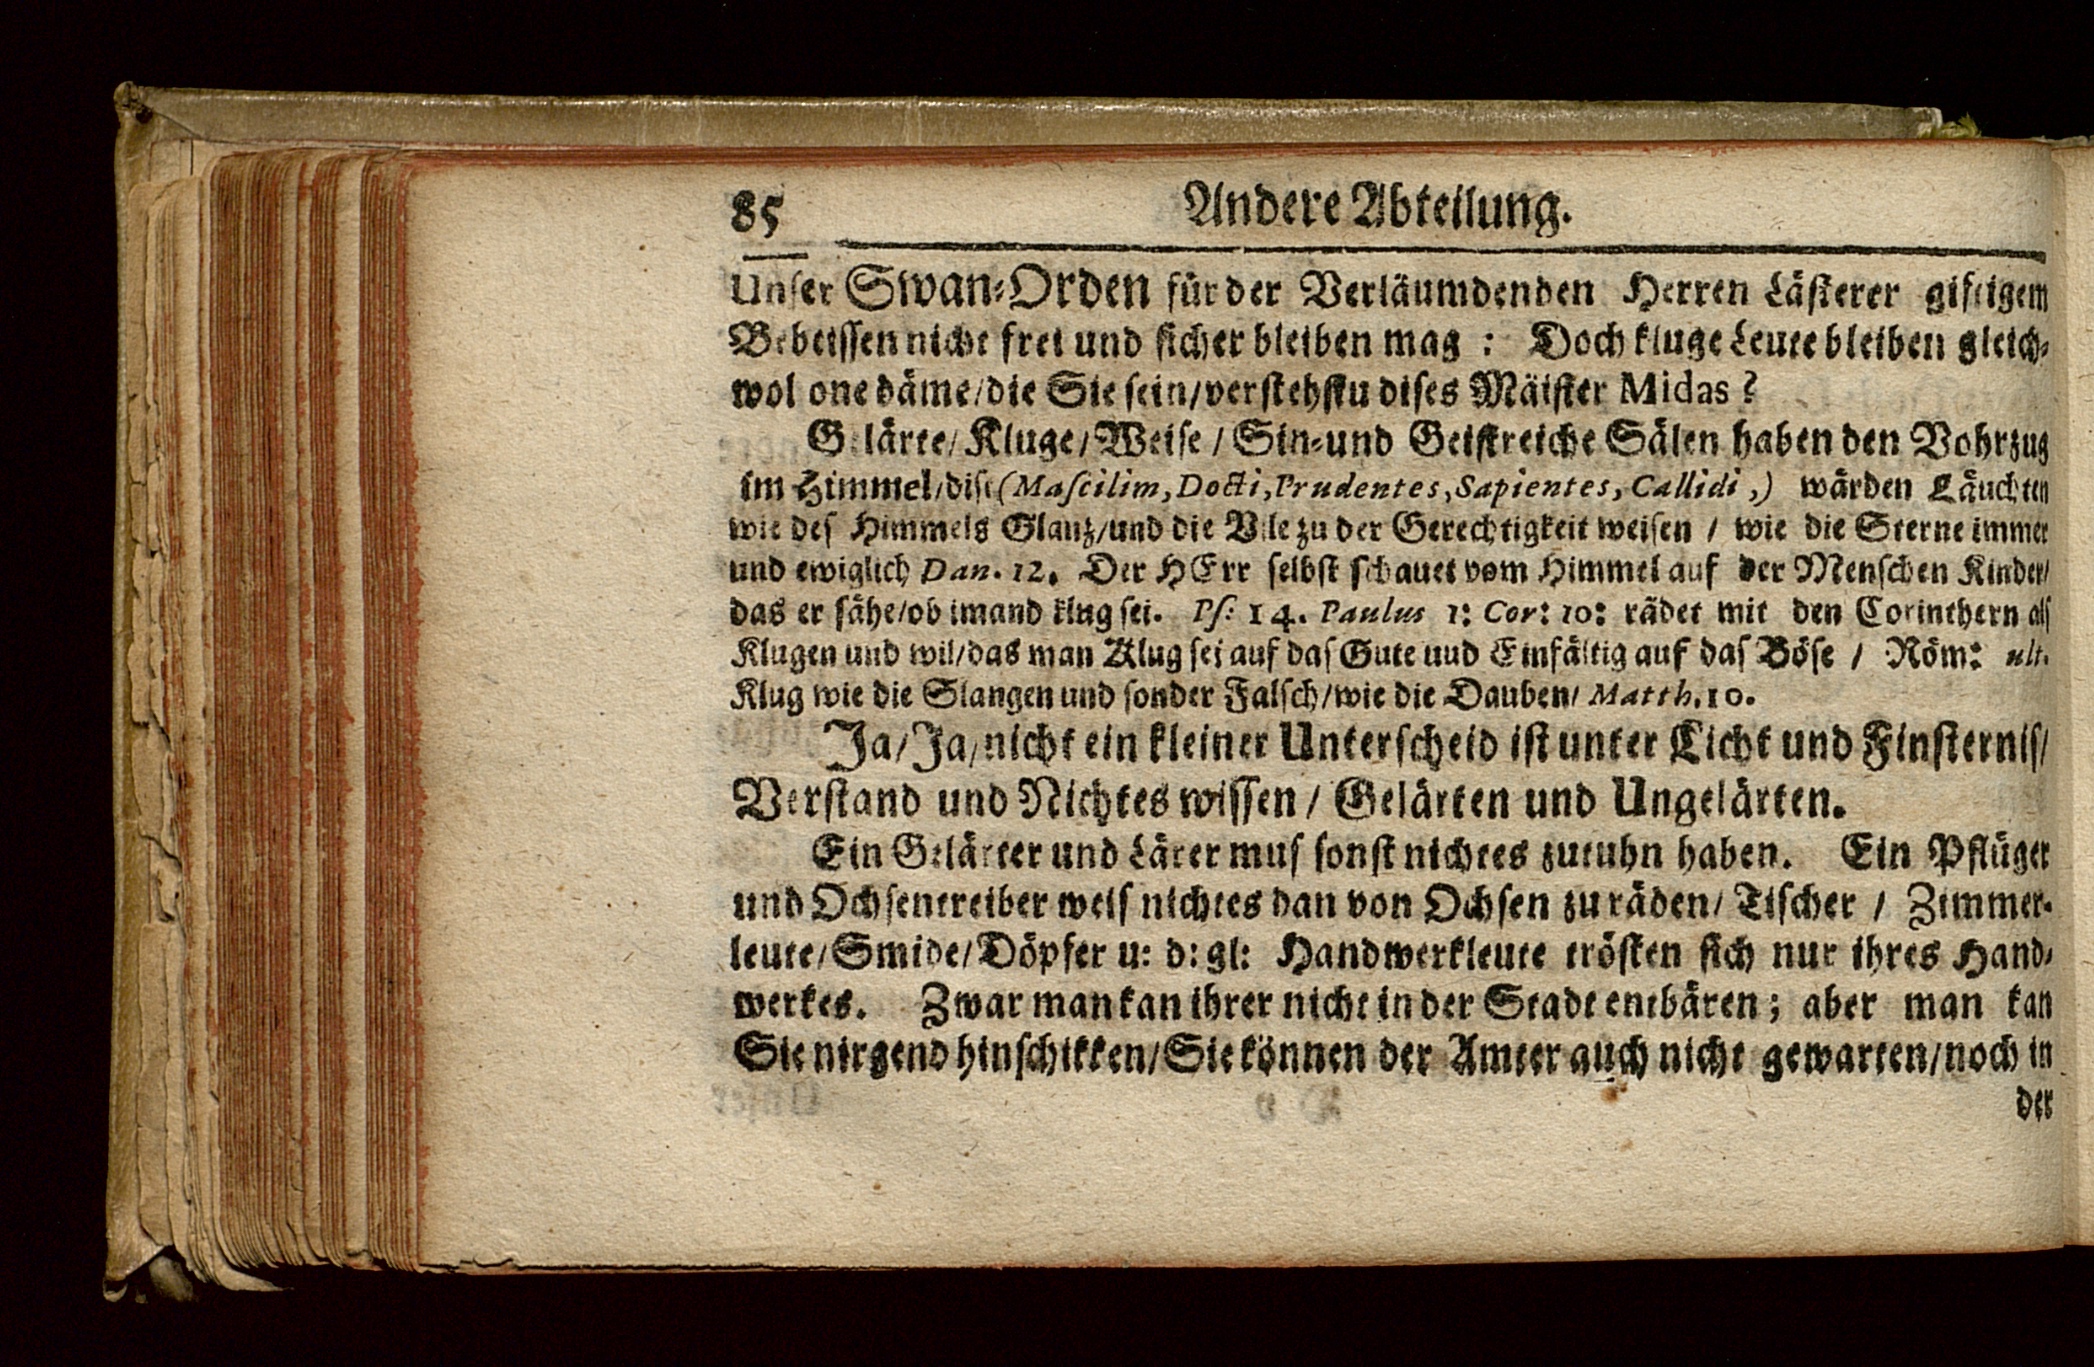 85 Andere Abteilung.
Unser Swan-Orden für der Verläumdenden Herren Lästerer giftigem
Bebeissen nicht frei und sicher bleiben mag : Doch kluge Leute bleiben gleich-
wol one däme/die Sie sein/verstehstu dises Mäister Midas ?
Gelärte/ Kluge/ Weise / Sin-und Geistreiche Sälen haben den Vohrzug
im Himmel/dise (Mascilim, Docti, Prudentes, Sapientes, Callidi ,) wärden Läuchten
wie des Himmels Glanz/und die Vile zu der Gerechtigkeit weisen / wie die Sterne immer
und ewiglich Dan. 12. Der HErr selbst schauet vom Himmel auf der Menschen Kinder/
das er sähe/ob imand klug sei. Ps: 14. Paulus 1: Cor: 10: rädet mit den Corinthern als
Klugen und wil/das man Klug sei auf das Gute und Einfältig auf das Böse / Röm: ult.
Klug wie die Slangen und sonder Falsch/wie die Dauben/ Matth. 10.
Ja/ Ja/ nicht ein kleiner Unterscheid ist unter Licht und Finsternis/
Verstand und Nichtes wissen / Gelärten und Ungelärten.
Ein Gelärter und Lärer mus sonst nichtes zutuhn haben. Ein Pflüger
und Ochsentreiber weis nichtes dan von Ochsen zu räden/ Tischer / Zimmer-
leute/ Smide/ Döpfer u: d: gl: Handwerkleute trösten sich nur ihres Hand-
werkes. Zwar man kan ihrer nicht in der Stadt entbären ; aber man kan
Sie nirgend hinschikken/ Sie können der Amter auch nicht gewarten/noch in
der